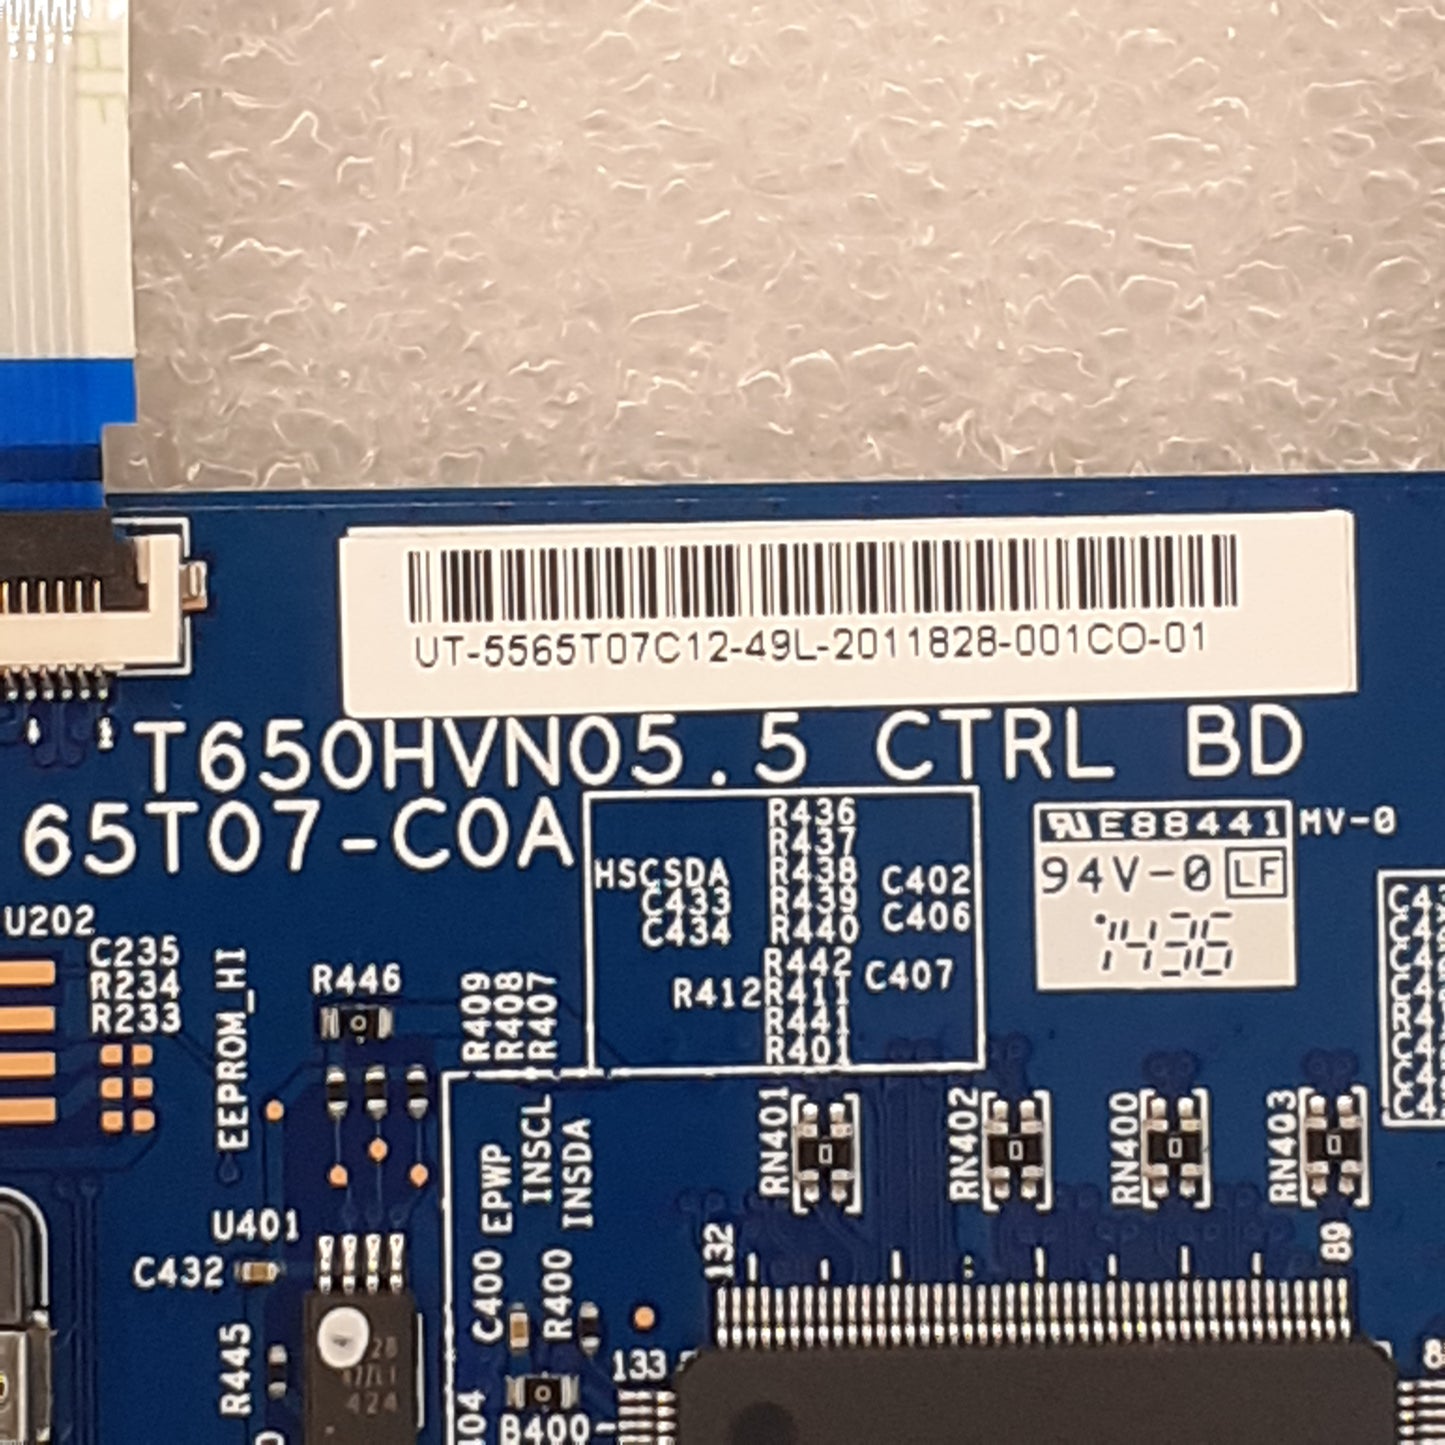 UT-5565T07C12-49L-2011828-001CO-01
T650HVN05.5 CTRL BD
65T07-C0A
R436
R437
R438
R439
R440
R442
R411
R441
R401
HSCSDA
C433
C434
C402
C406
C407
R412
E88441 MV-0
94V-0 LF
1436
U202
C235
R234
R233
EEPROM_HI
R446
R409
R408
R407
EPWP
INSCL
INSDA
RN401
RN402
RN400
RN403
U401
C432
R445
C400
R400
132
89
133
B400
424